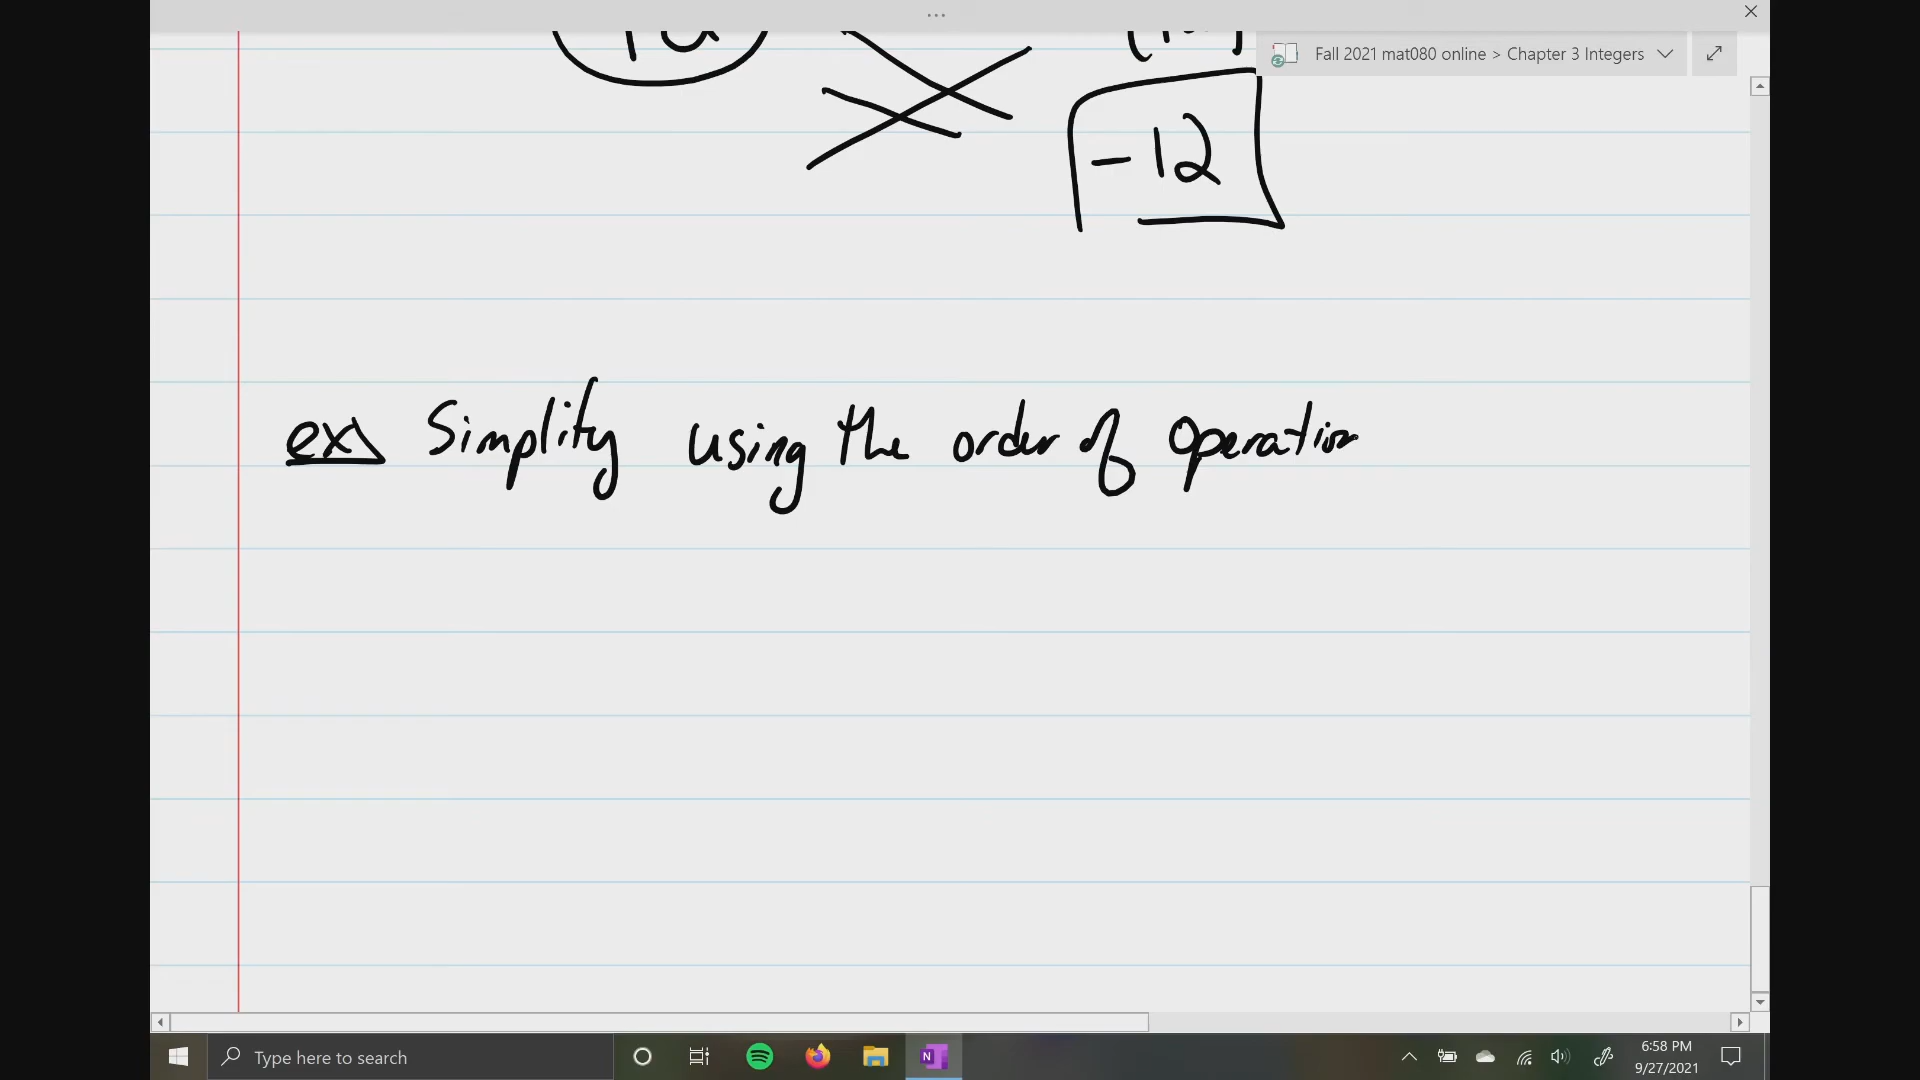 Fall 2021 mat080 online > Chapter 3 Integers
-12
ex) Simplify using the order of operation
Type here to search
6:58 PM
9/27/2021